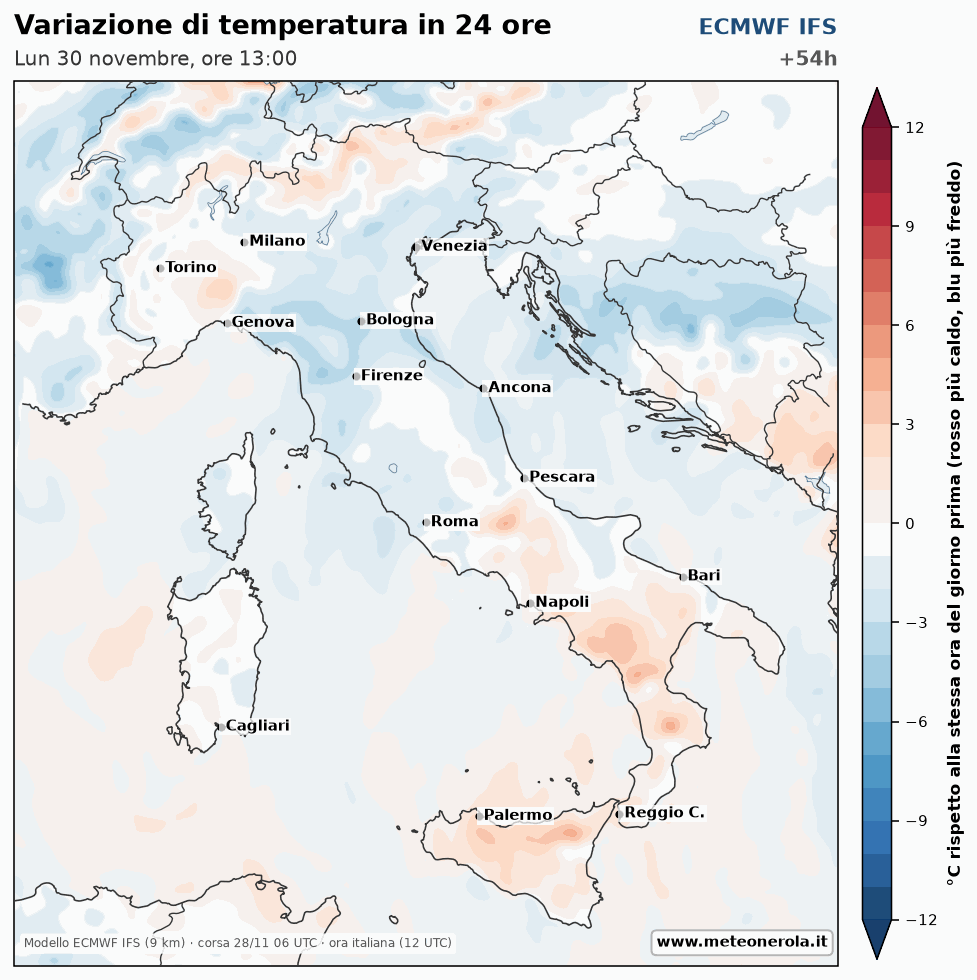 Variazione di temperatura in 24 ore
ECMWF IFS
Lun 30 novembre, ore 13:00
+54h
Milano
Venezia
Torino
Genova
Bologna
Firenze
Ancona
Pescara
Roma
Bari
Napoli
Cagliari
Palermo
Reggio C.
12
9
6
3
0
−3
−6
−9
−12
°C rispetto alla stessa ora del giorno prima (rosso più caldo, blu più freddo)
Modello ECMWF IFS (9 km) · corsa 28/11 06 UTC · ora italiana (12 UTC)
www.meteonerola.it